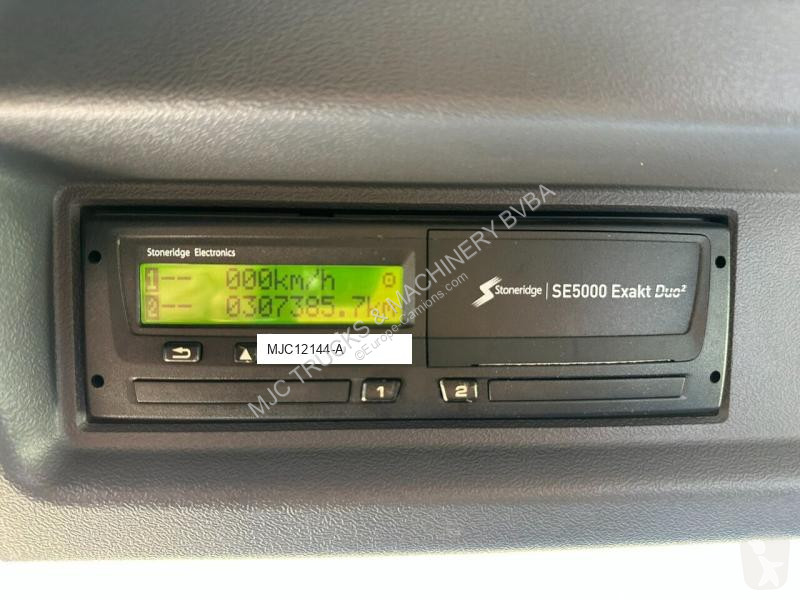 Stoneridge Electronics
1-- 000km/h
2-- 0307385.7km
MJC12144-A
1
2
Stoneridge SE5000 Exakt Duo²
MJC TRUCKS & MACHINERY BVBA
©Europe-Camions.com